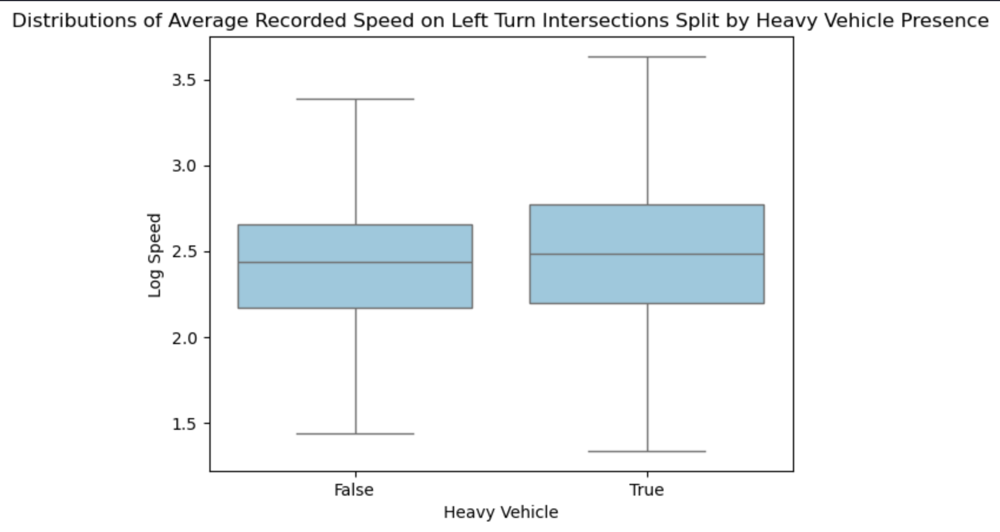 Distributions of Average Recorded Speed on Left Turn Intersections Split by Heavy Vehicle Presence
3.5
3.0
2.5
2.0
1.5
Log Speed
False
True
Heavy Vehicle